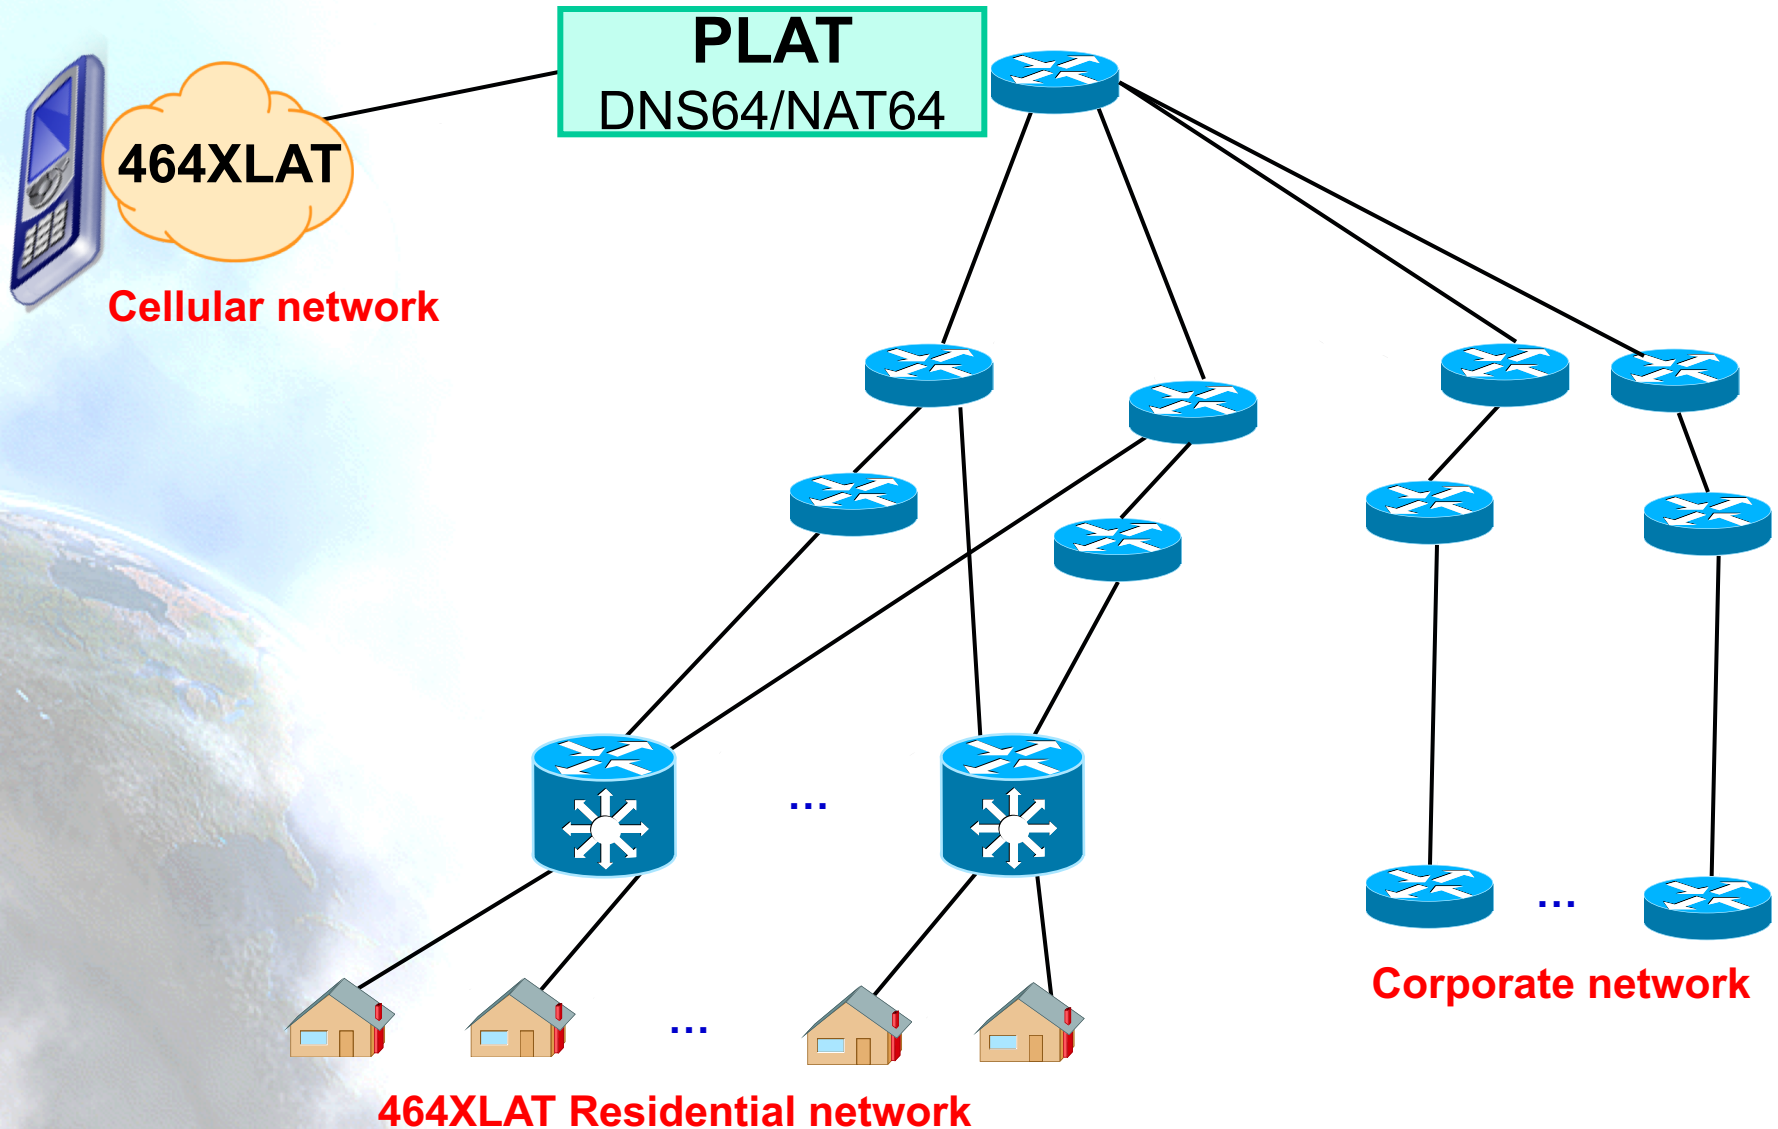 PLAT
DNS64/NAT64
464XLAT
Cellular network
...
...
Corporate network
...
464XLAT Residential network